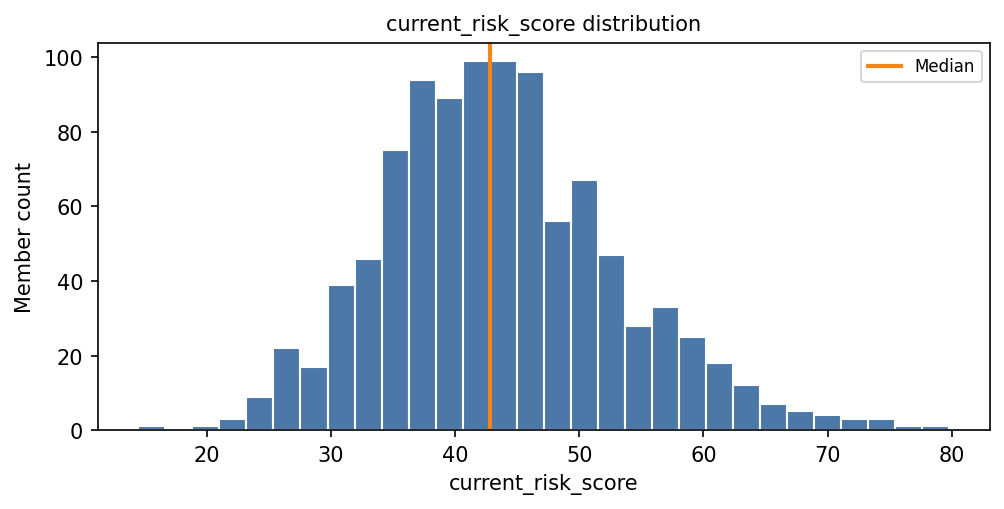 current_risk_score distribution
Median
Member count
100
80
60
40
20
0
20 30 40 50 60 70 80
current_risk_score